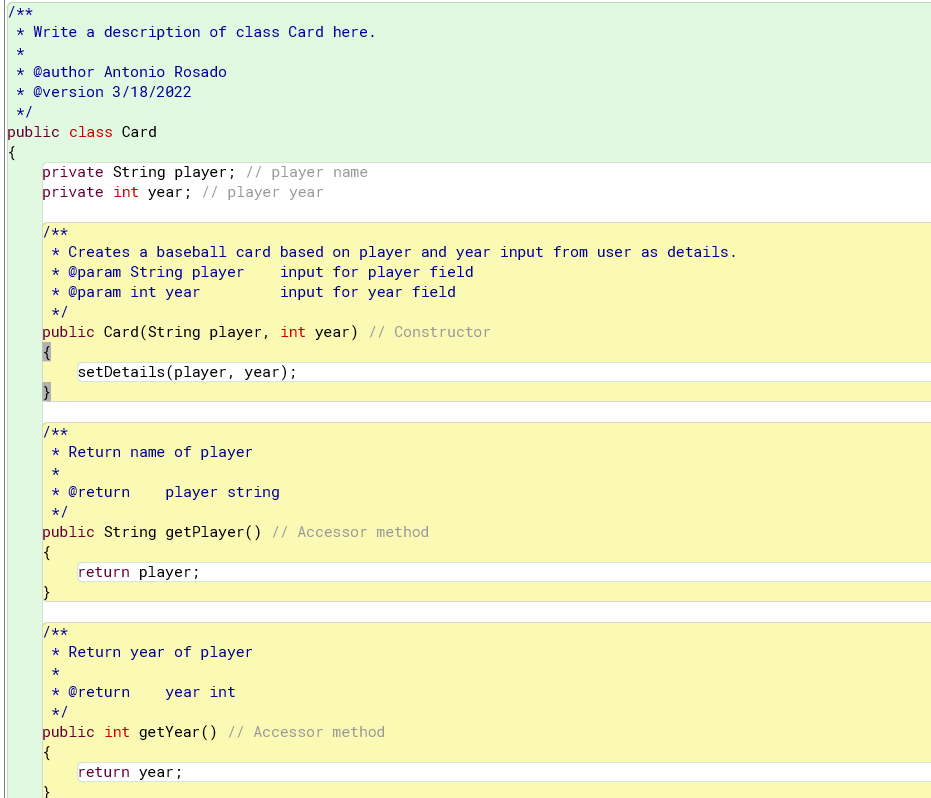 /**
 * Write a description of class Card here.
 *
 * @author Antonio Rosado
 * @version 3/18/2022
 */
public class Card
{
    private String player; // player name
    private int year; // player year

    /**
     * Creates a baseball card based on player and year input from user as details.
     * @param String player    input for player field
     * @param int year         input for year field
     */
    public Card(String player, int year) // Constructor
    {
        setDetails(player, year);
    }

    /**
     * Return name of player
     *
     * @return    player string
     */
    public String getPlayer() // Accessor method
    {
        return player;
    }

    /**
     * Return year of player
     *
     * @return    year int
     */
    public int getYear() // Accessor method
    {
        return year;
    }